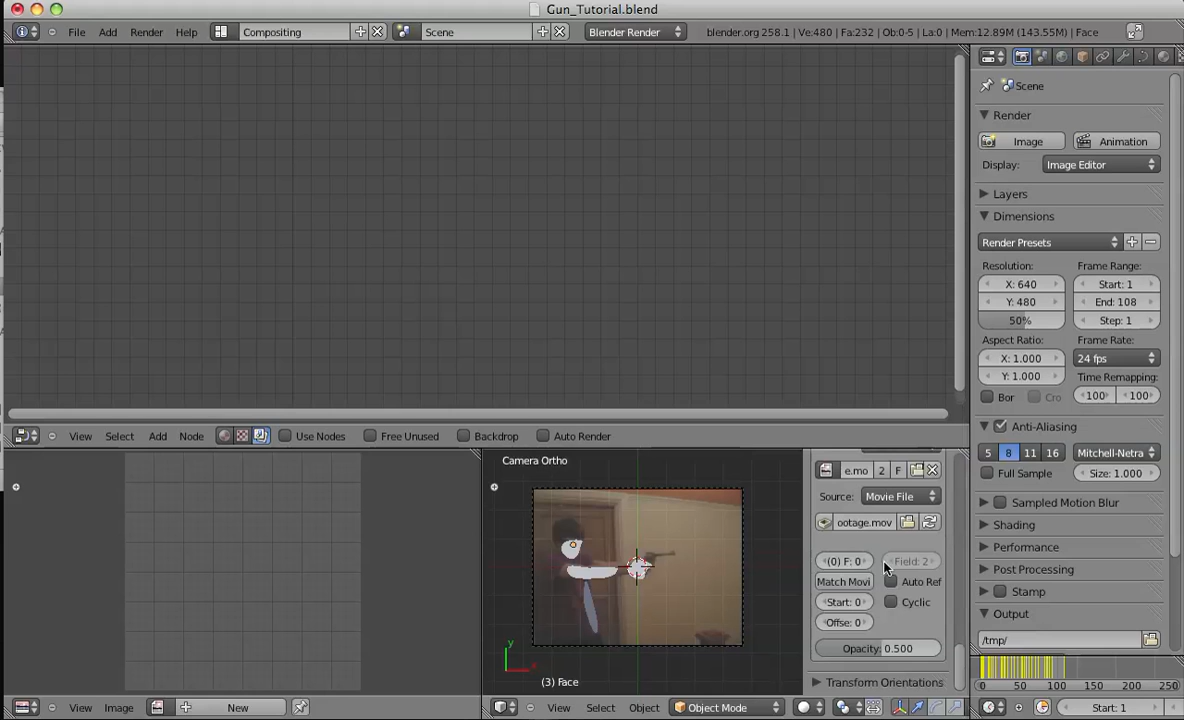 Gun_Tutorial.blend
File Add Render Help Compositing Scene Blender Render blender.org 258.1 | Ve:480 | Fa:232 | Ob:0-5 | La:0 | Mem:12.89M (143.55M) | Face
Scene
Render
Image Animation
Display: Image Editor
Layers
Dimensions
Render Presets
Resolution: Frame Range:
X: 640 Start: 1
Y: 480 End: 108
50% Step: 1
Aspect Ratio: Frame Rate:
X: 1.000 24 fps
Y: 1.000 Time Remapping:
Bor Cro 100 100
Anti-Aliasing
5 8 11 16 Mitchell-Netra
Full Sample Size: 1.000
Sampled Motion Blur
Shading
Performance
Post Processing
Stamp
Output
/tmp/
0 50 100 150 200 250
Start: 1
View Select Add Node Use Nodes Free Unused Backdrop Auto Render
Camera Ortho
y
(3) Face
e.mo 2 F
Source: Movie File
ootage.mov
(0) F: 0 Field: 2
Match Movi Auto Ref
Start: 0 Cyclic
Offse: 0
Opacity: 0.500
Transform Orientations
View Image New
View Select Object Object Mode